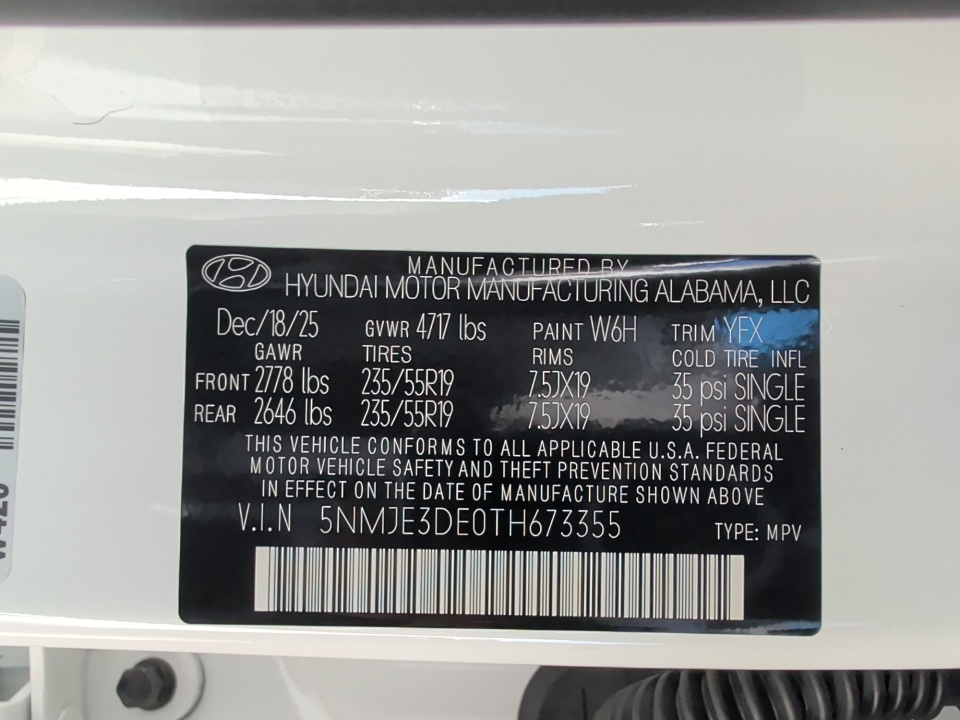 MANUFACTURED BY
HYUNDAI MOTOR MANUFACTURING ALABAMA, LLC
Dec/18/25 GVWR 4717 lbs PAINT W6H TRIM YFX
GAWR TIRES RIMS COLD TIRE INFL
FRONT 2778 lbs 235/55R19 7.5JX19 35 psi SINGLE
REAR 2646 lbs 235/55R19 7.5JX19 35 psi SINGLE
THIS VEHICLE CONFORMS TO ALL APPLICABLE U.S.A. FEDERAL
MOTOR VEHICLE SAFETY AND THEFT PREVENTION STANDARDS
IN EFFECT ON THE DATE OF MANUFACTURE SHOWN ABOVE
V.I.N 5NMJE3DE0TH673355 TYPE: MPV